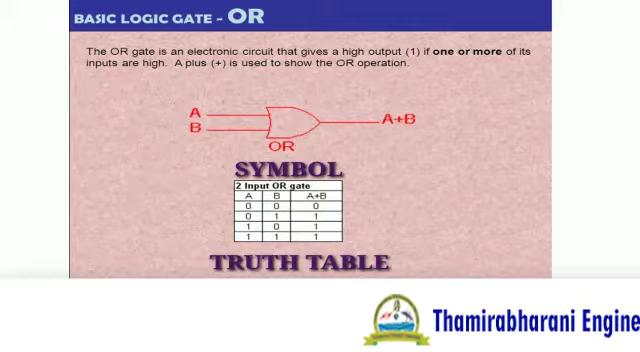 BASIC LOGIC GATE - OR
The OR gate is an electronic circuit that gives a high output (1) if one or more of its
inputs are high. A plus (+) is used to show the OR operation.
A
B
A+B
OR
SYMBOL
2 Input OR gate
A B A+B
0 0 0
0 1 1
1 0 1
1 1 1
TRUTH TABLE
Thamirabharani Engine